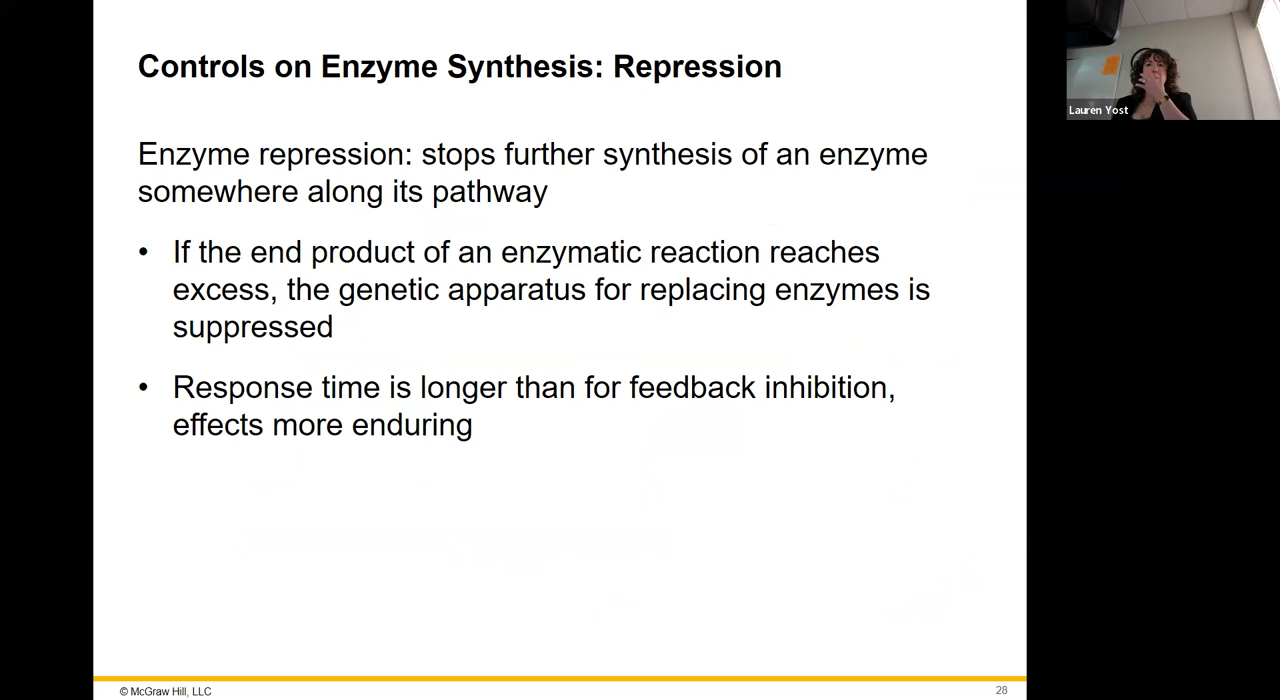 Controls on Enzyme Synthesis: Repression
Enzyme repression: stops further synthesis of an enzyme
somewhere along its pathway
• If the end product of an enzymatic reaction reaches
excess, the genetic apparatus for replacing enzymes is
suppressed
• Response time is longer than for feedback inhibition,
effects more enduring
© McGraw Hill, LLC
28
Lauren Yost